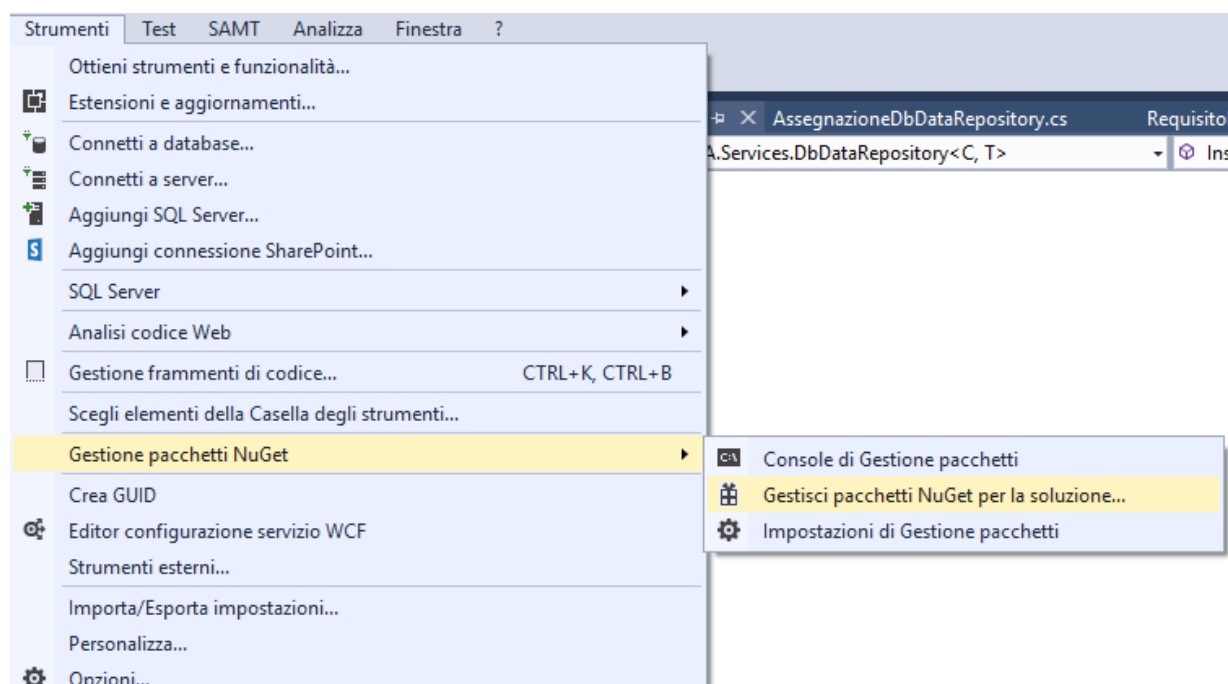 Strumenti Test SAMT Analizza Finestra ?
Ottieni strumenti e funzionalità...
Estensioni e aggiornamenti...
AssegnazioneDbDataRepository.cs Requisito
Connetti a database...
A.Services.DbDataRepository<C, T> Ins
Connetti a server...
Aggiungi SQL Server...
Aggiungi connessione SharePoint...
SQL Server
Analisi codice Web
Gestione frammenti di codice... CTRL+K, CTRL+B
Scegli elementi della Casella degli strumenti...
Gestione pacchetti NuGet
Console di Gestione pacchetti
Gestisci pacchetti NuGet per la soluzione...
Impostazioni di Gestione pacchetti
Crea GUID
Editor configurazione servizio WCF
Strumenti esterni...
Importa/Esporta impostazioni...
Personalizza...
Opzioni...